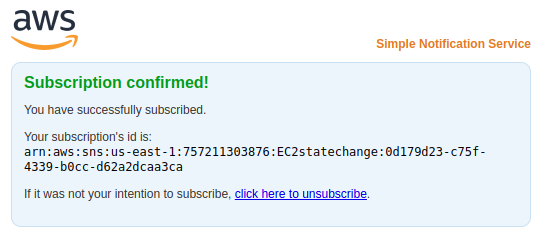 aws
Simple Notification Service
Subscription confirmed!
You have successfully subscribed.
Your subscription's id is:
arn:aws:sns:us-east-1:757211303876:EC2statechange:0d179d23-c75f-
4339-b0cc-d62a2dcaa3ca
If it was not your intention to subscribe, click here to unsubscribe.